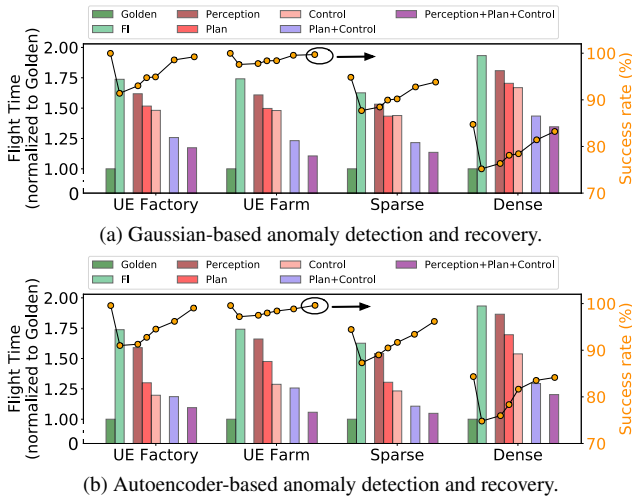 Golden Perception Control Perception+Plan+Control
FI Plan Plan+Control
Flight Time
(normalized to Golden)
2.00
1.75
1.50
1.25
1.00
0
100
90
80
70
Success rate (%)
UE Factory UE Farm Sparse Dense
(a) Gaussian-based anomaly detection and recovery.
Golden Perception Control Perception+Plan+Control
FI Plan Plan+Control
Flight Time
(normalized to Golden)
2.00
1.75
1.50
1.25
1.00
0
100
90
80
70
Success rate (%)
UE Factory UE Farm Sparse Dense
(b) Autoencoder-based anomaly detection and recovery.